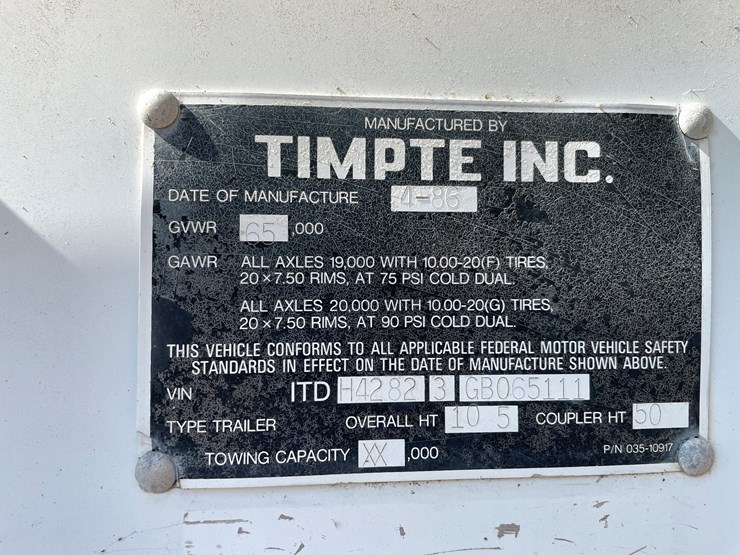 MANUFACTURED BY
TIMPTE INC.
DATE OF MANUFACTURE 4-86
GVWR 65,000
GAWR ALL AXLES 19,000 WITH 10.00-20(F) TIRES,
20 x 7.50 RIMS, AT 75 PSI COLD DUAL.
ALL AXLES 20,000 WITH 10.00-20(G) TIRES,
20 x 7.50 RIMS, AT 90 PSI COLD DUAL.
THIS VEHICLE CONFORMS TO ALL APPLICABLE FEDERAL MOTOR VEHICLE SAFETY
STANDARDS IN EFFECT ON THE DATE OF MANUFACTURE SHOWN ABOVE.
VIN ITD H42 82 3 GB065111
TYPE TRAILER OVERALL HT 10 5 COUPLER HT 50
TOWING CAPACITY XX ,000 P/N 035-10917